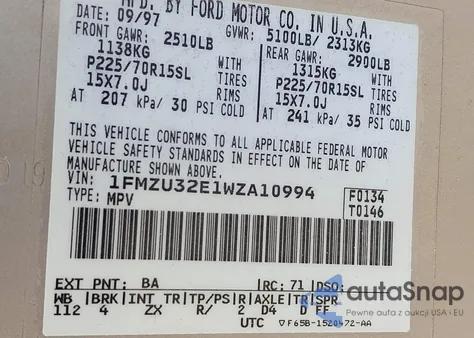 MFD. BY FORD MOTOR CO. IN U.S.A.
DATE: 09/97 GVWR: 5100LB/ 2313KG
FRONT GAWR: 2510LB REAR GAWR: 2900LB
1138KG WITH 1315KG WITH
P225/70R15SL TIRES P225/70R15SL TIRES
15X7.0J RIMS 15X7.0J RIMS
AT 207 kPa/ 30 PSI COLD AT 241 kPa/ 35 PSI COLD
THIS VEHICLE CONFORMS TO ALL APPLICABLE FEDERAL MOTOR
VEHICLE SAFETY STANDARDS IN EFFECT ON THE DATE OF
MANUFACTURE SHOWN ABOVE.
VIN: 1FMZU32E1WZA10994 F0134
TYPE: MPV T0146
EXT PNT: BA RC: 71 DSO:
WB BRK INT TR TP/PS R AXLE TR SPR
112 4 ZX R/ 2 D4 D FF
UTC ▽F65B-1520472-AA
autoSnap
Pewne auta z aukcji USA i EU